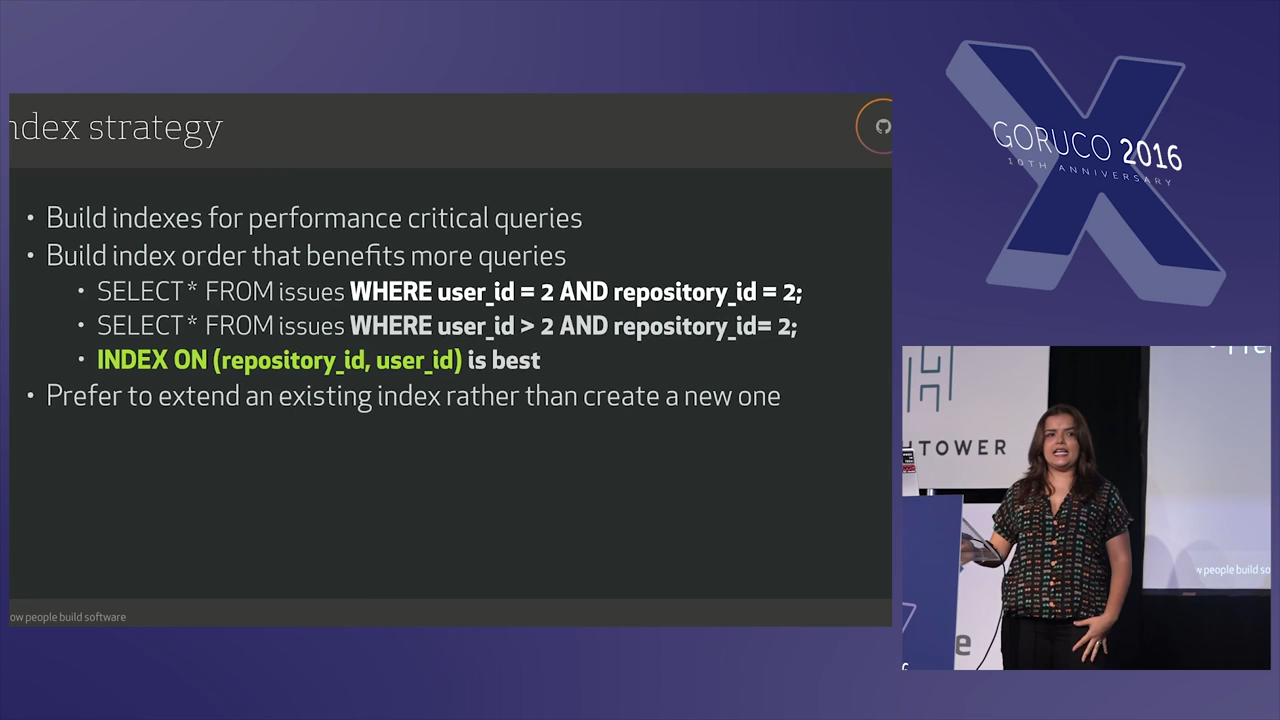 ndex strategy
• Build indexes for performance critical queries
• Build index order that benefits more queries
• SELECT * FROM issues WHERE user_id = 2 AND repository_id = 2;
• SELECT * FROM issues WHERE user_id > 2 AND repository_id= 2;
• INDEX ON (repository_id, user_id) is best
• Prefer to extend an existing index rather than create a new one
ow people build software
GORUCO 2016
10TH ANNIVERSARY
HTOWER
w people build so